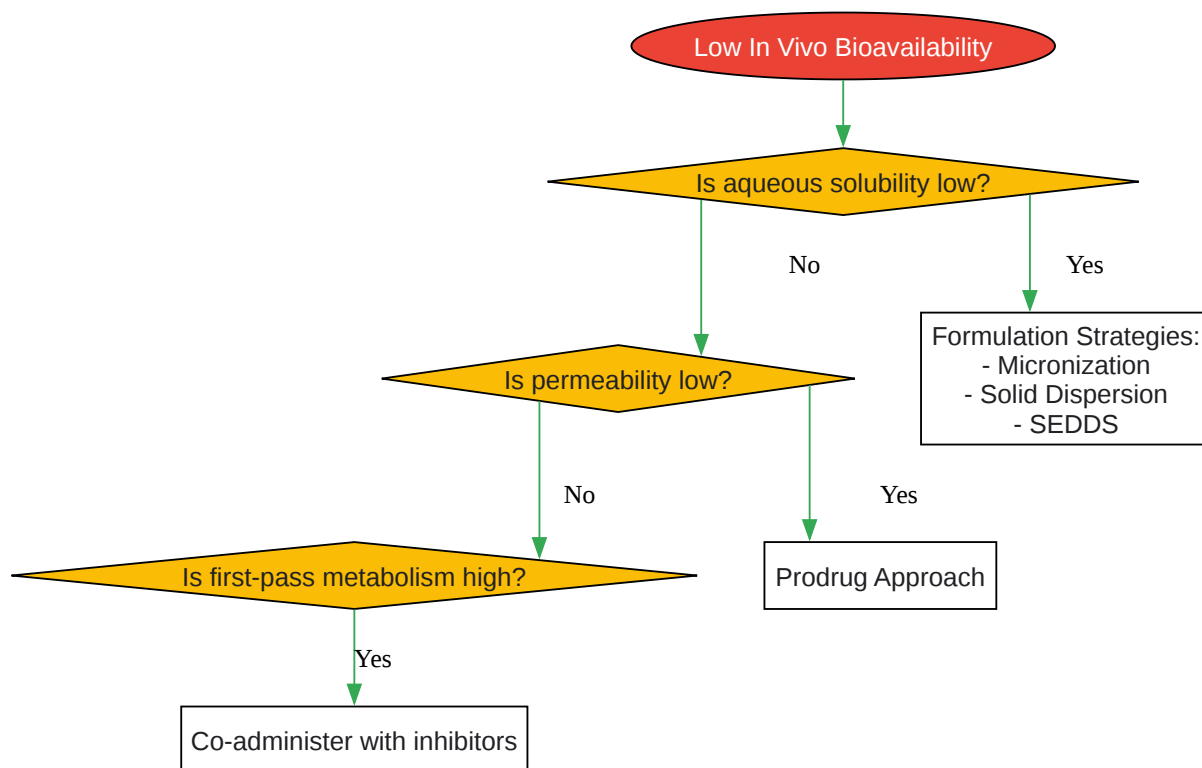 Low In Vivo Bioavailability
Is aqueous solubility low?
No
Yes
Formulation Strategies:
- Micronization
- Solid Dispersion
- SEDDS
Is permeability low?
No
Yes
Is first-pass metabolism high?
Prodrug Approach
Yes
Co-administer with inhibitors